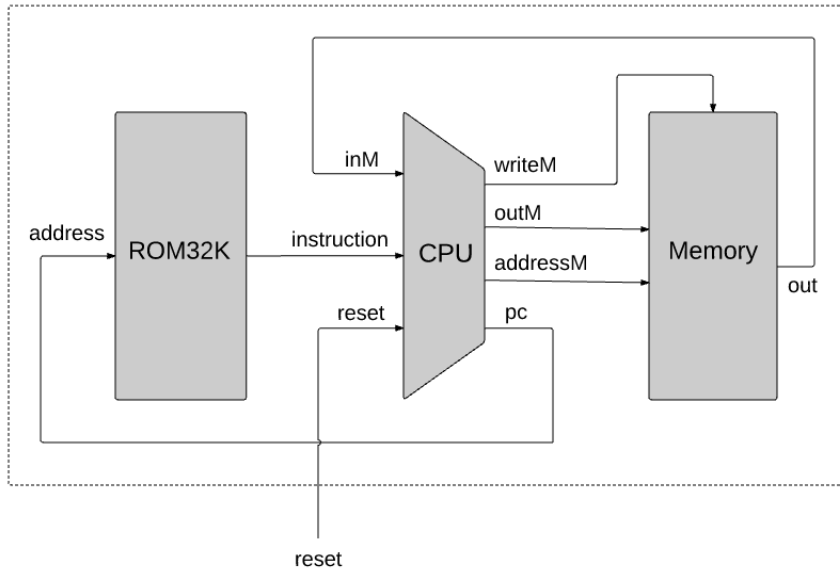 inM
writeM
outM
address
ROM32K
instruction
CPU
addressM
Memory
out
reset
pc
reset